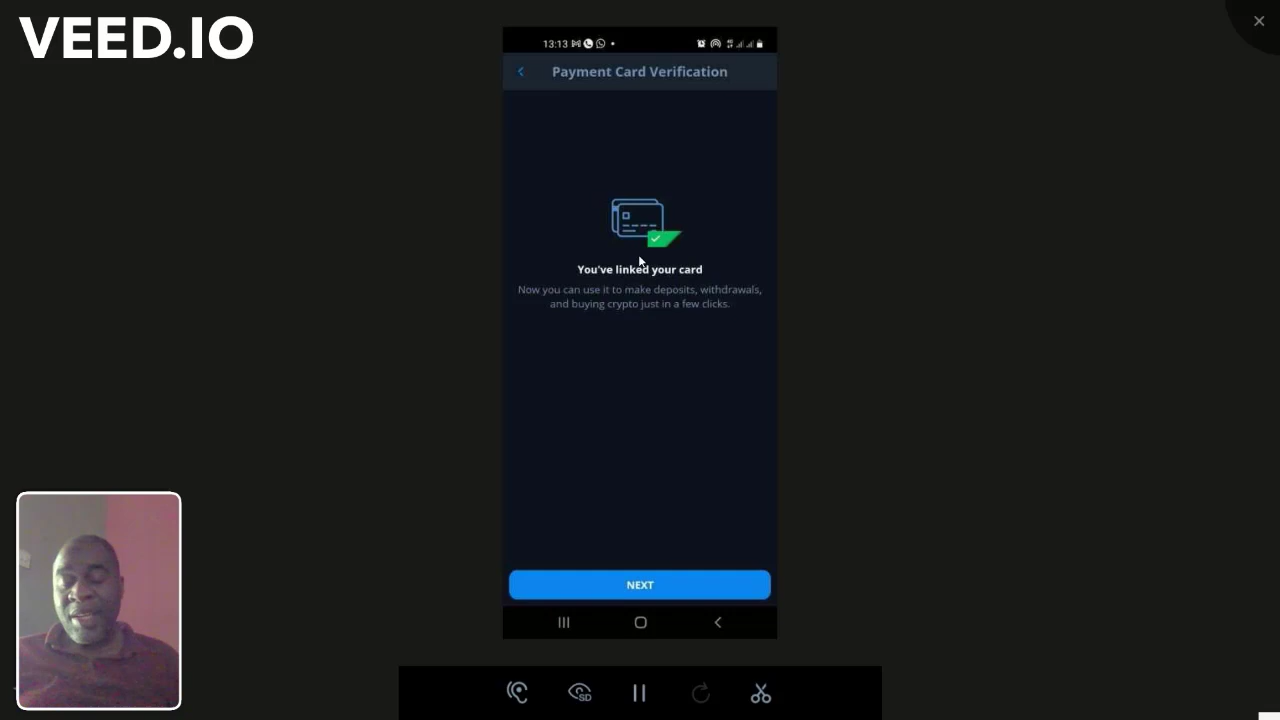 VEED.IO
13:13
Payment Card Verification
You've linked your card
Now you can use it to make deposits, withdrawals,
and buying crypto just in a few clicks.
NEXT
SD